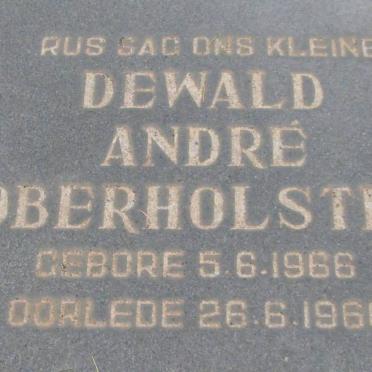 RUS SAG ONS KLEINE
DEWALD
ANDRÉ
OBERHOLSTE
GEBORE 5.6.1966
OORLEDE 26.6.196